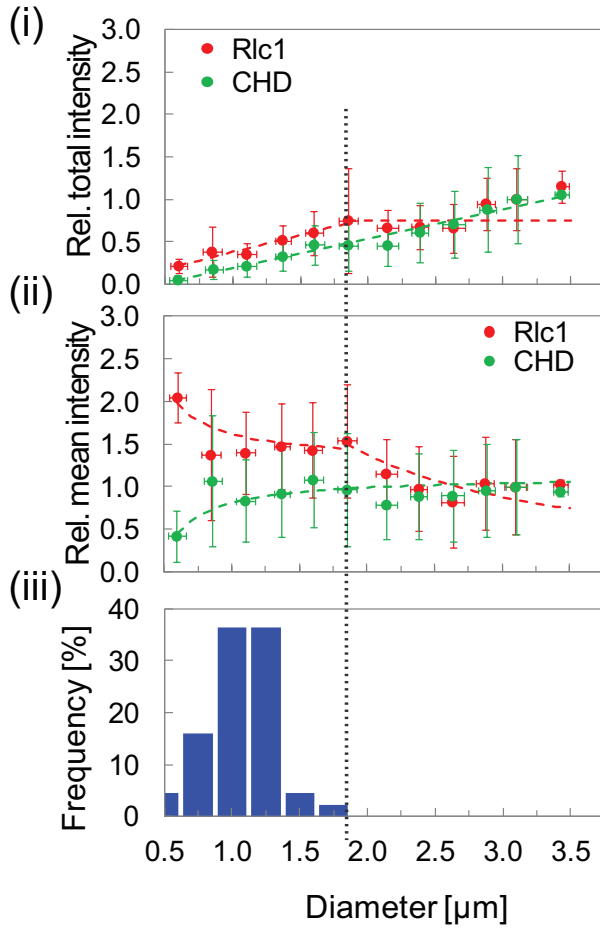 (i)
3.0
2.5
2.0
1.5
1.0
0.5
0.0
Rel. total intensity
Rlc1
CHD
(ii)
3.0
2.5
2.0
1.5
1.0
0.5
0.0
Rel. mean intensity
Rlc1
CHD
(iii)
40
30
20
10
0
Frequency [%]
0.5 1.0 1.5 2.0 2.5 3.0 3.5
Diameter [µm]